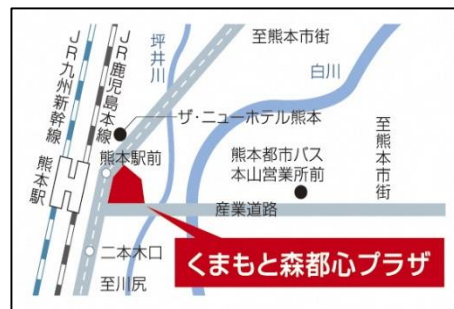 JR九州新幹線
JR鹿児島本線
熊本駅
坪井川
至熊本市街
白川
ザ・ニューホテル熊本
熊本駅前
熊本都市バス
本山営業所前
至熊本市街
産業道路
くまもと森都心プラザ
二本木口
至川尻